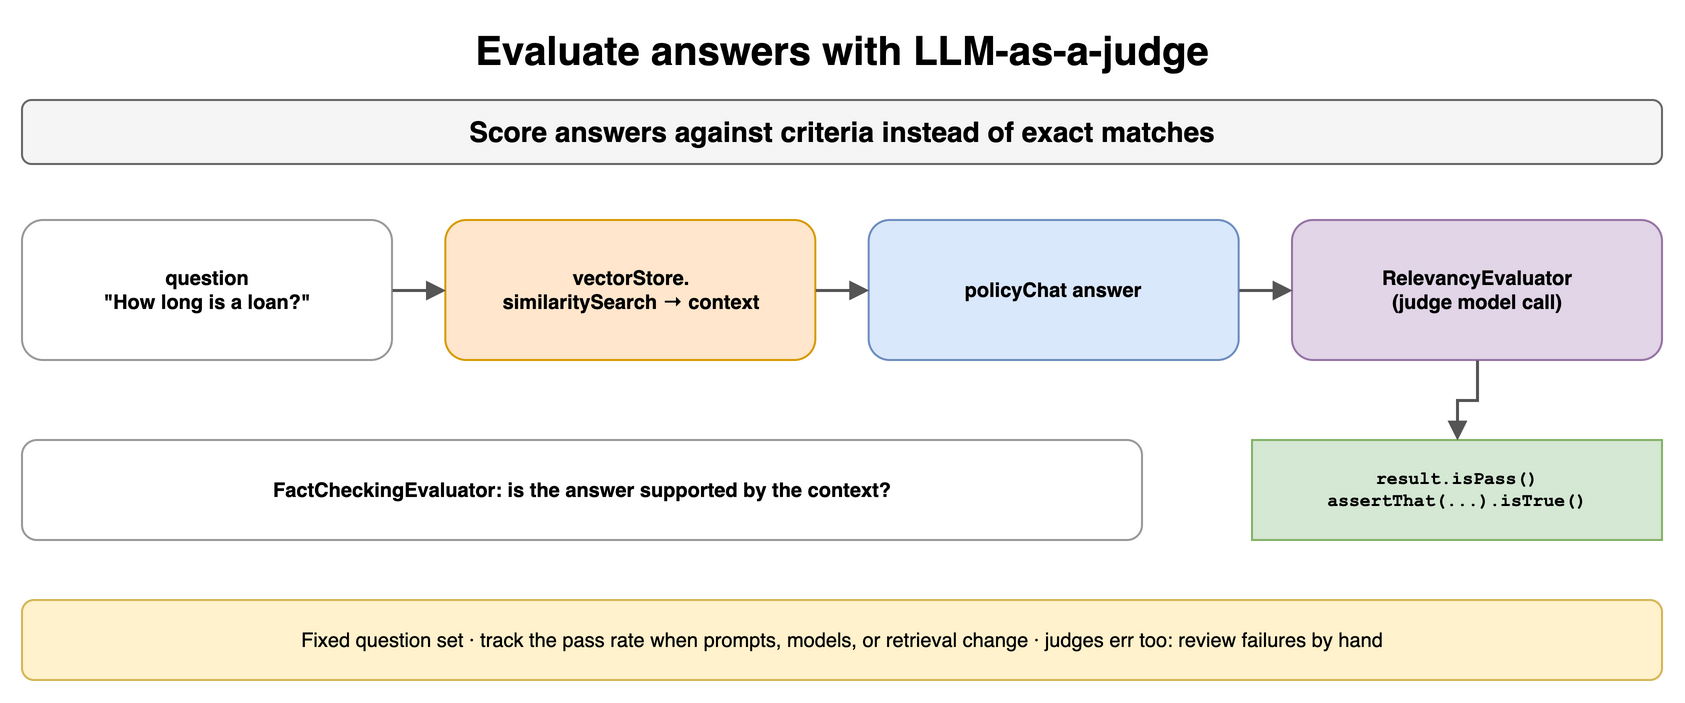 Evaluate answers with LLM-as-a-judge
Score answers against criteria instead of exact matches
question
"How long is a loan?"
vectorStore.
similaritySearch → context
policyChat answer
RelevancyEvaluator
(judge model call)
FactCheckingEvaluator: is the answer supported by the context?
result.isPass()
assertThat(...).isTrue()
Fixed question set · track the pass rate when prompts, models, or retrieval change · judges err too: review failures by hand